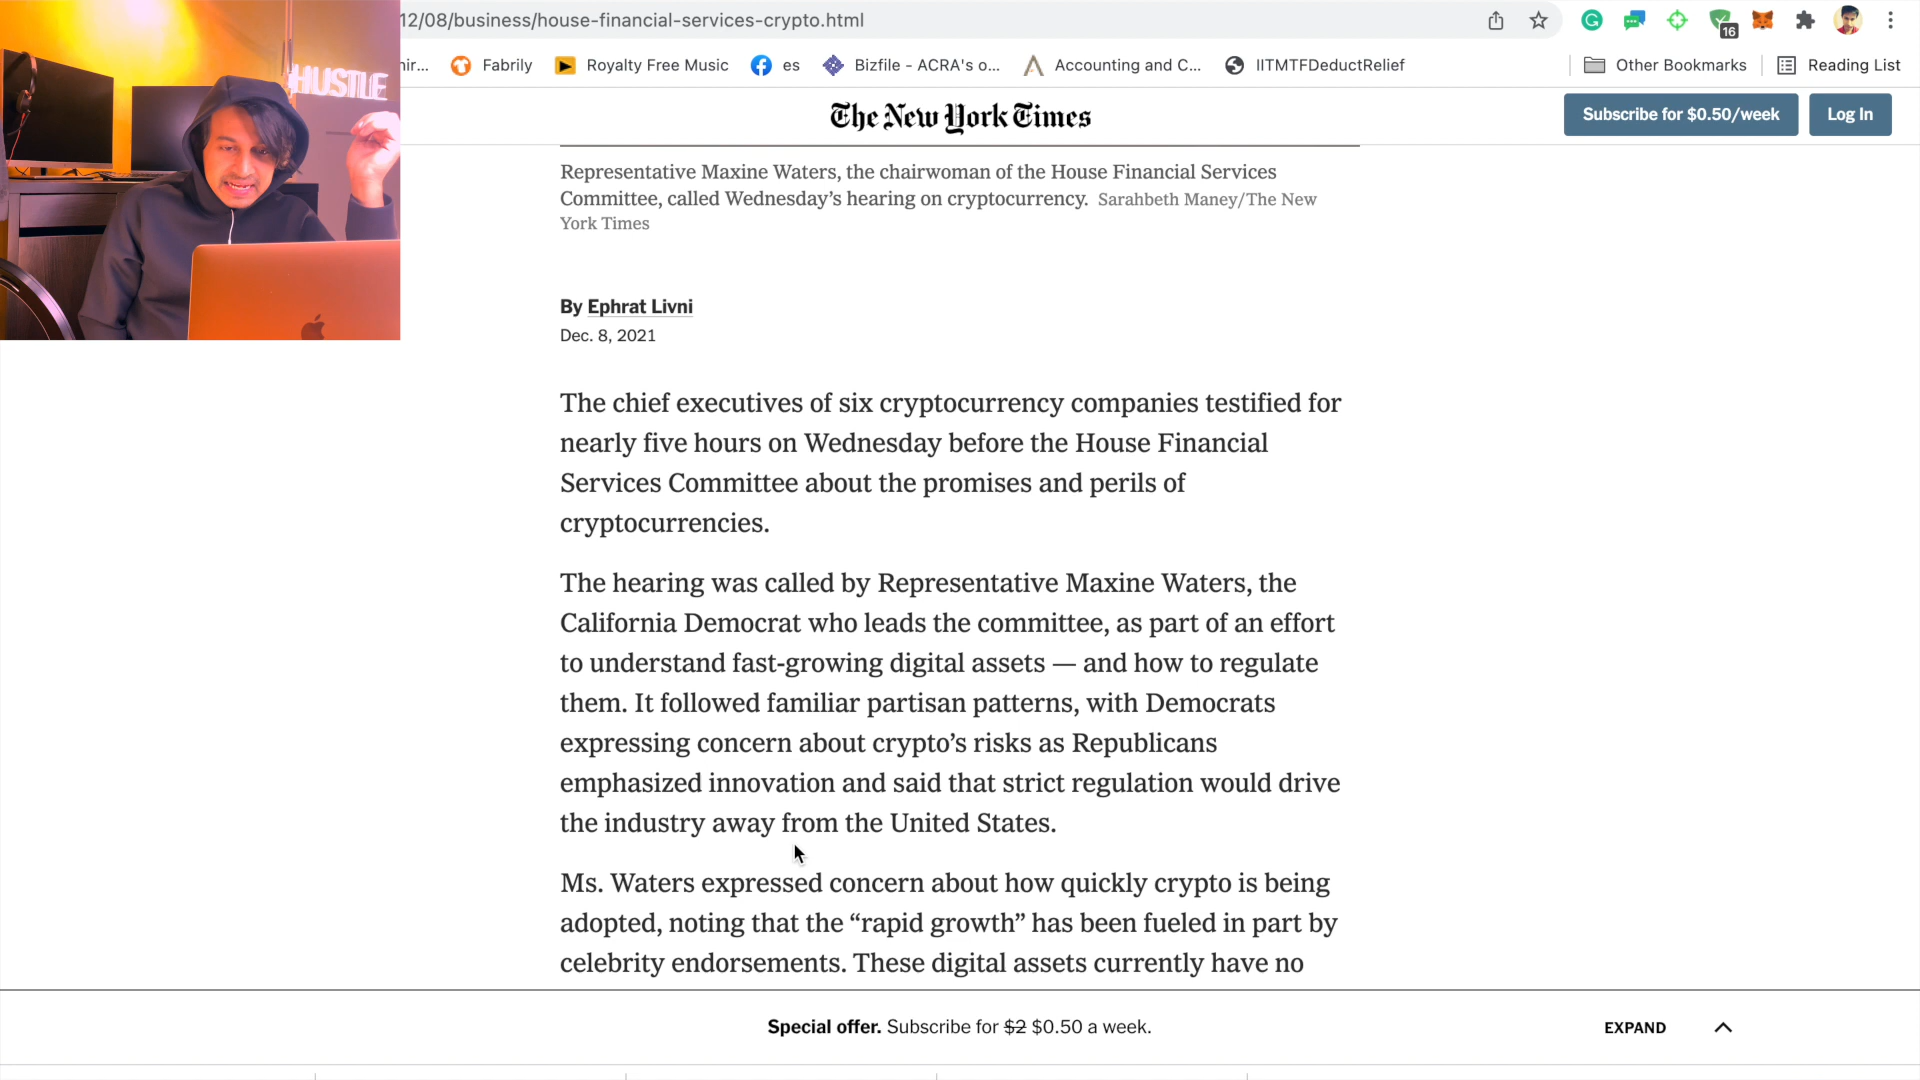 12/08/business/house-financial-services-crypto.html
16
Fabrily
Royalty Free Music
es
Bizfile - ACRA's o...
Accounting and C...
IITMTFDeductRelief
Other Bookmarks
Reading List
HUSTLE
The New York Times
Subscribe for $0.50/week
Log In
Representative Maxine Waters, the chairwoman of the House Financial Services
Committee, called Wednesday’s hearing on cryptocurrency. Sarahbeth Maney/The New
York Times
By Ephrat Livni
Dec. 8, 2021
The chief executives of six cryptocurrency companies testified for
nearly five hours on Wednesday before the House Financial
Services Committee about the promises and perils of
cryptocurrencies.
The hearing was called by Representative Maxine Waters, the
California Democrat who leads the committee, as part of an effort
to understand fast-growing digital assets — and how to regulate
them. It followed familiar partisan patterns, with Democrats
expressing concern about crypto’s risks as Republicans
emphasized innovation and said that strict regulation would drive
the industry away from the United States.
Ms. Waters expressed concern about how quickly crypto is being
adopted, noting that the “rapid growth” has been fueled in part by
celebrity endorsements. These digital assets currently have no
Special offer. Subscribe for $2 $0.50 a week.
EXPAND